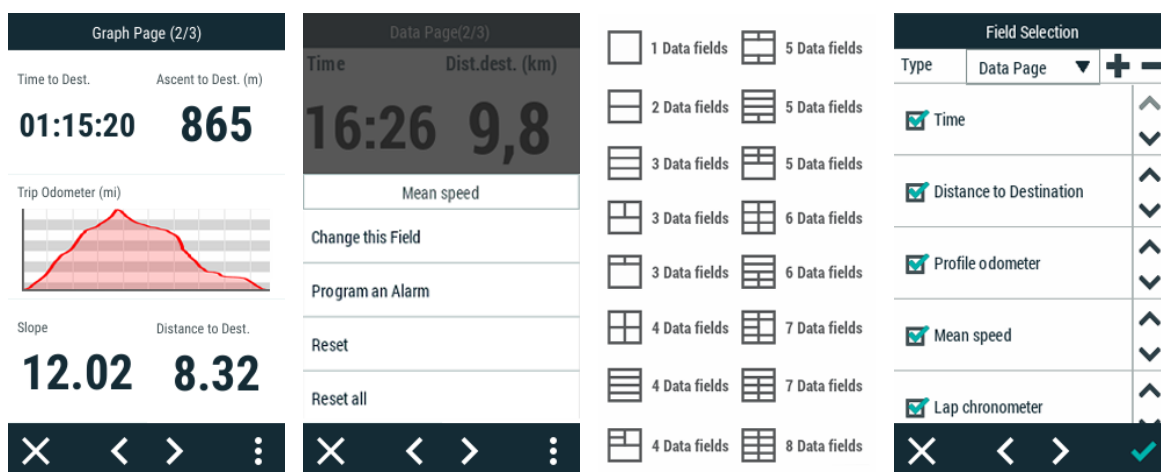 Graph Page (2/3)
Time to Dest. Ascent to Dest. (m)
01:15:20 865
Trip Odometer (mi)
Slope Distance to Dest.
12.02 8.32
Data Page(2/3)
Time Dist.dest. (km)
16:26 9,8
Mean speed
Change this Field
Program an Alarm
Reset
Reset all
1 Data fields 5 Data fields
2 Data fields 5 Data fields
3 Data fields 5 Data fields
3 Data fields 6 Data fields
3 Data fields 6 Data fields
4 Data fields 7 Data fields
4 Data fields 7 Data fields
4 Data fields 8 Data fields
Field Selection
Type Data Page
Time
Distance to Destination
Profile odometer
Mean speed
Lap chronometer